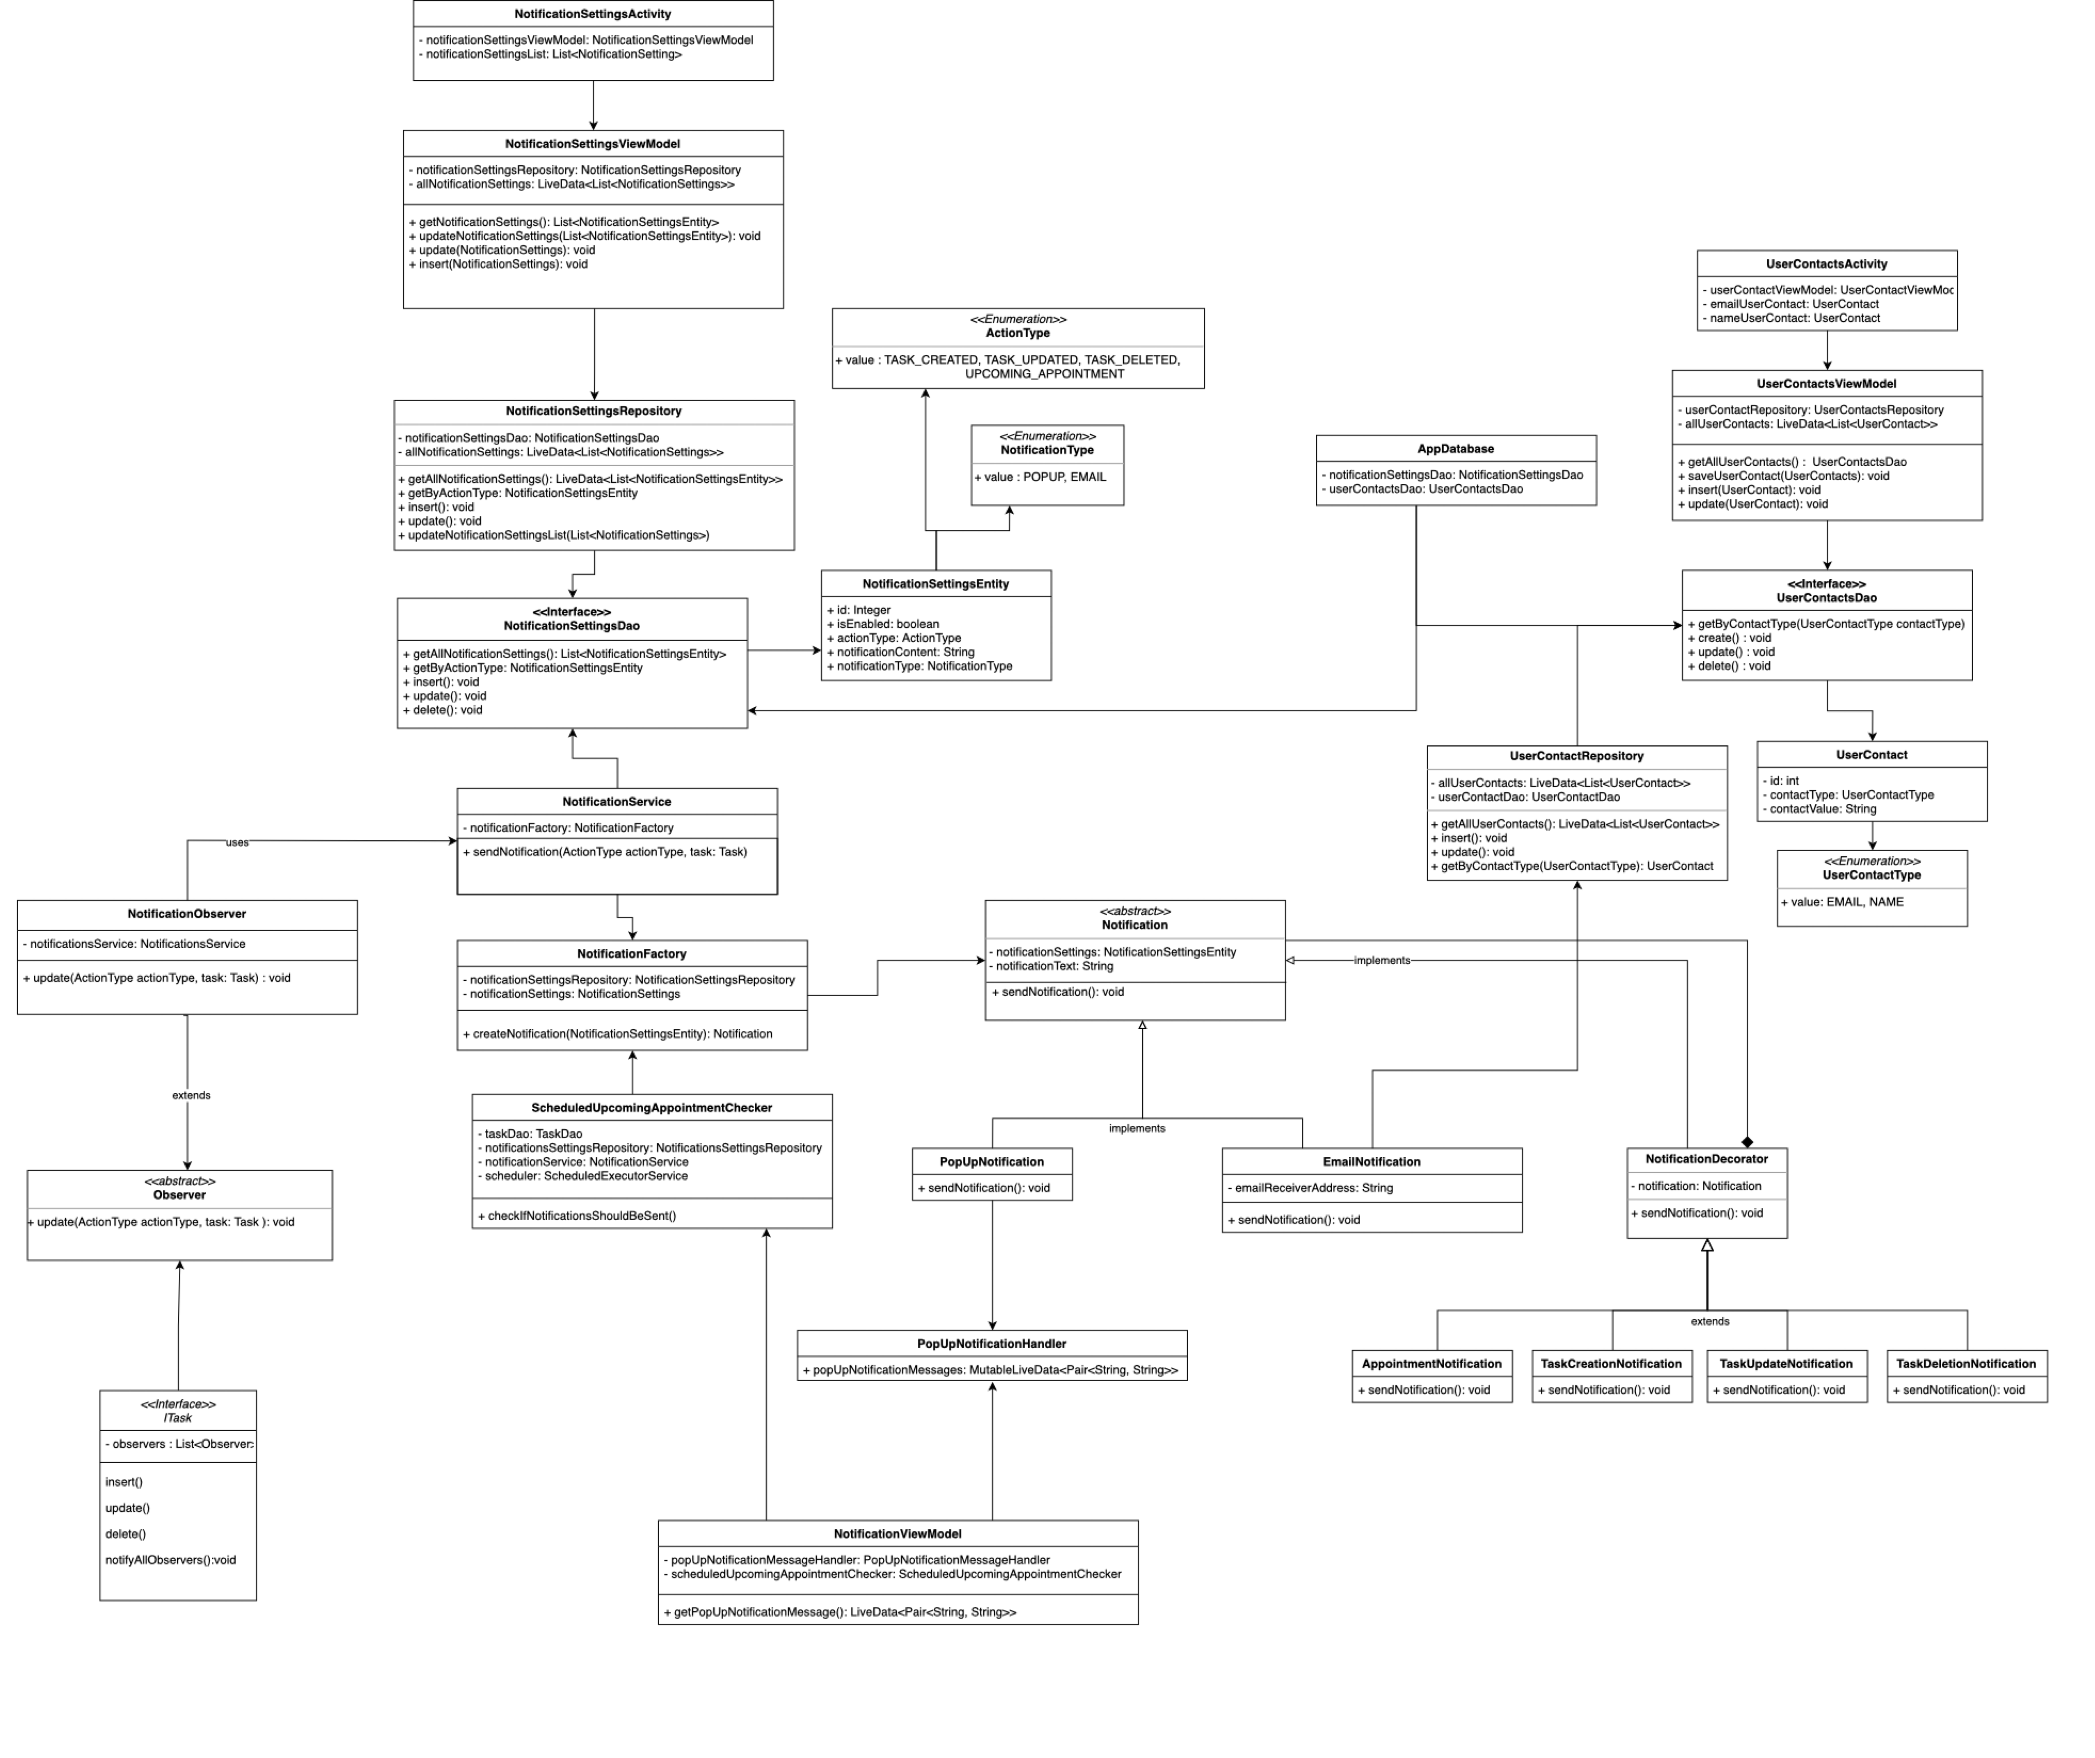 NotificationSettingsActivity
- notificationSettingsViewModel: NotificationSettingsViewModel
- notificationSettingsList: List<NotificationSetting>
NotificationSettingsViewModel
- notificationSettingsRepository: NotificationSettingsRepository
- allNotificationSettings: LiveData<List<NotificationSettings>>
+ getNotificationSettings(): List<NotificationSettingsEntity>
+ updateNotificationSettings(List<NotificationSettingsEntity>): void
+ update(NotificationSettings): void
+ insert(NotificationSettings): void
NotificationSettingsRepository
- notificationSettingsDao: NotificationSettingsDao
- allNotificationSettings: LiveData<List<NotificationSettings>>
+ getAllNotificationSettings(): LiveData<List<NotificationSettingsEntity>>
+ getByActionType: NotificationSettingsEntity
+ insert(): void
+ update(): void
+ updateNotificationSettingsList(List<NotificationSettings>)
<<Interface>>
NotificationSettingsDao
+ getAllNotificationSettings(): List<NotificationSettingsEntity>
+ getByActionType: NotificationSettingsEntity
+ insert(): void
+ update(): void
+ delete(): void
<<Enumeration>>
ActionType
+ value : TASK_CREATED, TASK_UPDATED, TASK_DELETED,
UPCOMING_APPOINTMENT
<<Enumeration>>
NotificationType
+ value : POPUP, EMAIL
NotificationSettingsEntity
+ id: Integer
+ isEnabled: boolean
+ actionType: ActionType
+ notificationContent: String
+ notificationType: NotificationType
AppDatabase
- notificationSettingsDao: NotificationSettingsDao
- userContactsDao: UserContactsDao
UserContactsActivity
- userContactViewModel: UserContactViewMoc
- emailUserContact: UserContact
- nameUserContact: UserContact
UserContactsViewModel
- userContactRepository: UserContactsRepository
- allUserContacts: LiveData<List<UserContact>>
+ getAllUserContacts() : UserContactsDao
+ saveUserContact(UserContacts): void
+ insert(UserContact): void
+ update(UserContact): void
<<Interface>>
UserContactsDao
+ getByContactType(UserContactType contactType)
+ create() : void
+ update() : void
+ delete() : void
UserContact
- id: int
- contactType: UserContactType
- contactValue: String
<<Enumeration>>
UserContactType
+ value: EMAIL, NAME
UserContactRepository
- allUserContacts: LiveData<List<UserContact>>
- userContactDao: UserContactDao
+ getAllUserContacts(): LiveData<List<UserContact>>
+ insert(): void
+ update(): void
+ getByContactType(UserContactType): UserContact
NotificationService
- notificationFactory: NotificationFactory
+ sendNotification(ActionType actionType, task: Task)
uses
NotificationObserver
- notificationsService: NotificationsService
+ update(ActionType actionType, task: Task) : void
extends
<<abstract>>
Observer
+ update(ActionType actionType, task: Task ): void
<<Interface>>
ITask
- observers : List<Observer:
insert()
update()
delete()
notifyAllObservers():void
NotificationFactory
- notificationSettingsRepository: NotificationSettingsRepository
- notificationSettings: NotificationSettings
+ createNotification(NotificationSettingsEntity): Notification
ScheduledUpcomingAppointmentChecker
- taskDao: TaskDao
- notificationsSettingsRepository: NotificationsSettingsRepository
- notificationService: NotificationService
- scheduler: ScheduledExecutorService
+ checkIfNotificationsShouldBeSent()
<<abstract>>
Notification
- notificationSettings: NotificationSettingsEntity
- notificationText: String
+ sendNotification(): void
implements
implements
PopUpNotification
+ sendNotification(): void
EmailNotification
- emailReceiverAddress: String
+ sendNotification(): void
NotificationDecorator
- notification: Notification
+ sendNotification(): void
extends
AppointmentNotification
+ sendNotification(): void
TaskCreationNotification
+ sendNotification(): void
TaskUpdateNotification
+ sendNotification(): void
TaskDeletionNotification
+ sendNotification(): void
PopUpNotificationHandler
+ popUpNotificationMessages: MutableLiveData<Pair<String, String>>
NotificationViewModel
- popUpNotificationMessageHandler: PopUpNotificationMessageHandler
- scheduledUpcomingAppointmentChecker: ScheduledUpcomingAppointmentChecker
+ getPopUpNotificationMessage(): LiveData<Pair<String, String>>